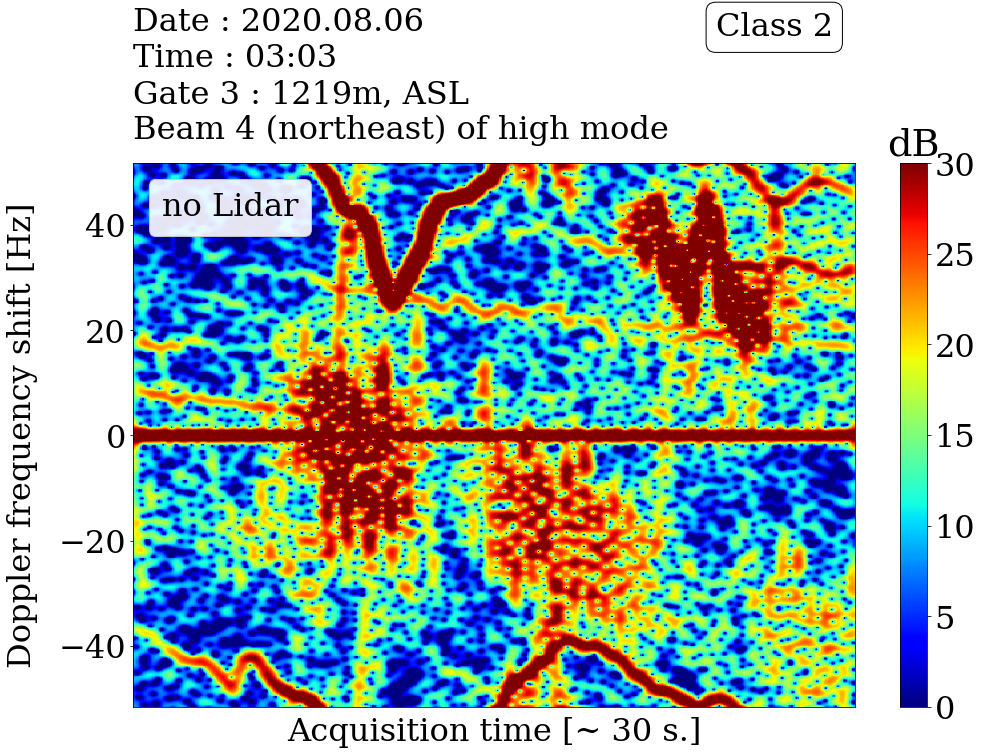 Date : 2020.08.06
Class 2
Time : 03:03
Gate 3 : 1219m, ASL
Beam 4 (northeast) of high mode
dB
no Lidar
Doppler frequency shift [Hz]
40
20
0
−20
−40
30
25
20
15
10
5
0
Acquisition time [~ 30 s.]